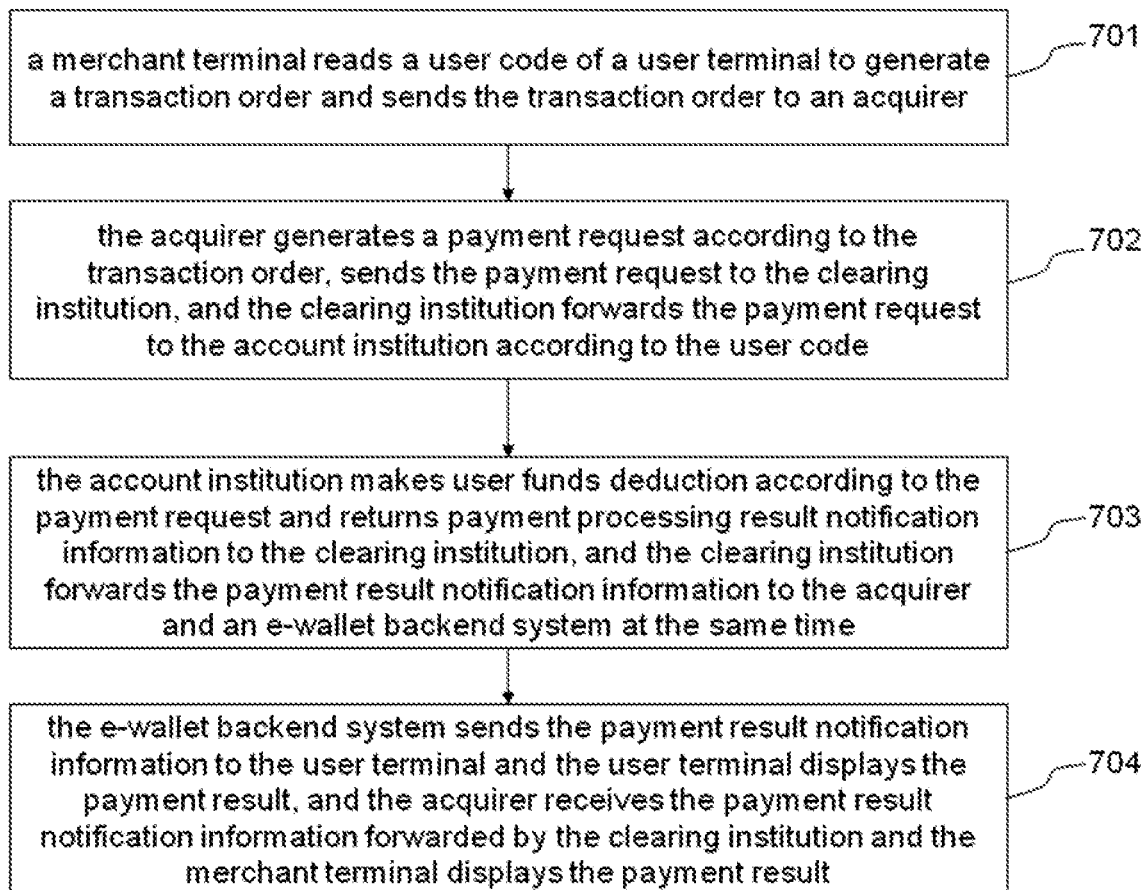 a merchant terminal reads a user code of a user terminal to generate
a transaction order and sends the transaction order to an acquirer
701
the acquirer generates a payment request according to the
transaction order, sends the payment request to the clearing
institution, and the clearing institution forwards the payment request
to the account institution according to the user code
702
the account institution makes user funds deduction according to the
payment request and returns payment processing result notification
information to the clearing institution, and the clearing institution
forwards the payment result notification information to the acquirer
and an e-wallet backend system at the same time
703
the e-wallet backend system sends the payment result notification
information to the user terminal and the user terminal displays the
payment result, and the acquirer receives the payment result
notification information forwarded by the clearing institution and the
merchant terminal displays the payment result
704